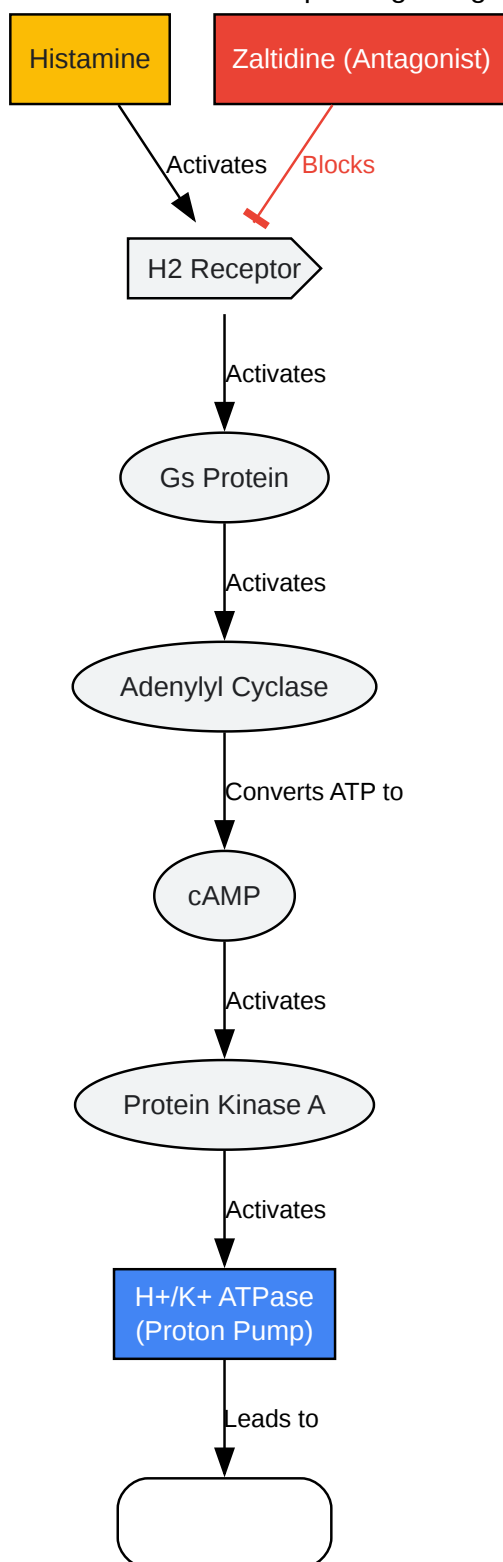 Histamine
Zaltidine (Antagonist)
Activates
Blocks
H2 Receptor
Activates
Gs Protein
Activates
Adenylyl Cyclase
Converts ATP to
cAMP
Activates
Protein Kinase A
Activates
H+/K+ ATPase
(Proton Pump)
Leads to